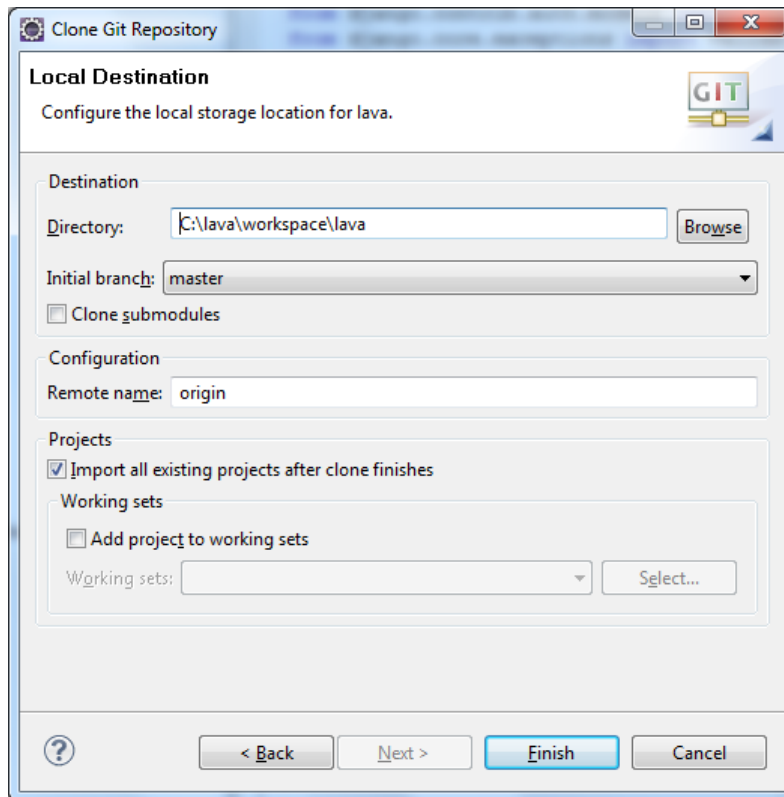 Clone Git Repository
Local Destination
Configure the local storage location for lava.
GIT
Destination
Directory: C:\lava\workspace\lava Browse
Initial branch: master
Clone submodules
Configuration
Remote name: origin
Projects
Import all existing projects after clone finishes
Working sets
Add project to working sets
Working sets: Select...
< Back Next > Finish Cancel